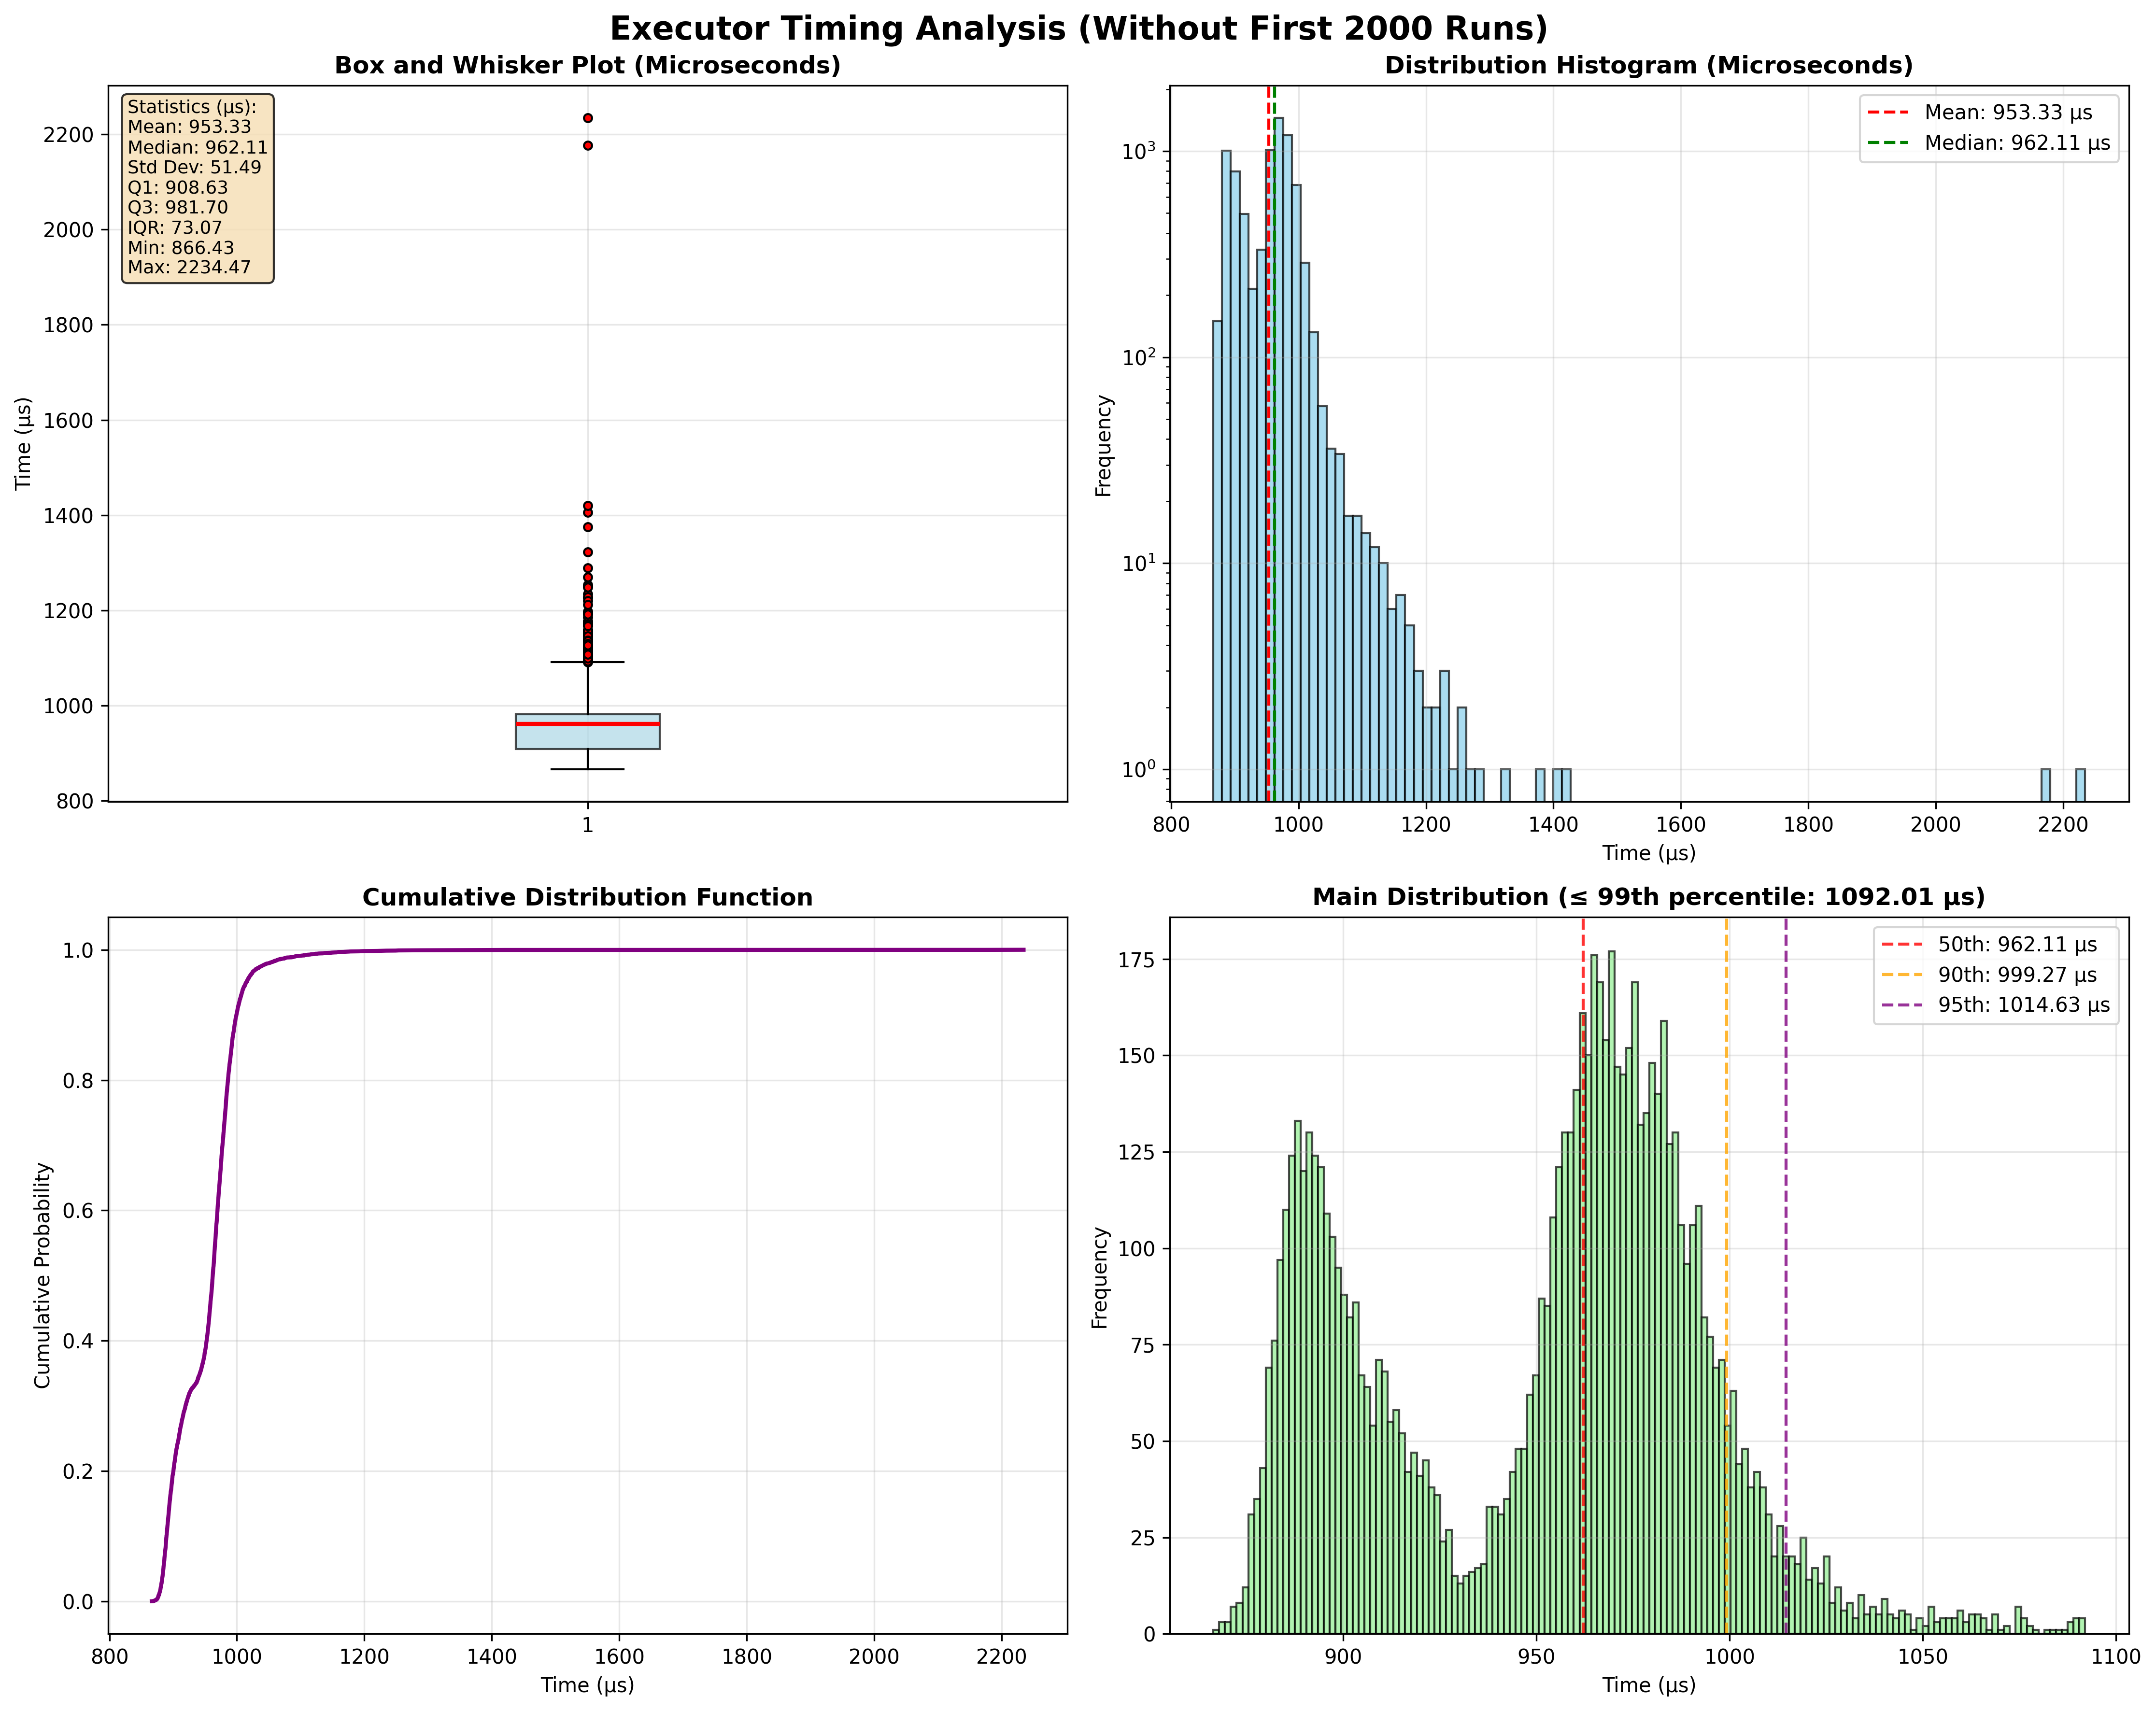 Executor Timing Analysis (Without First 2000 Runs)
Box and Whisker Plot (Microseconds)
Statistics (µs):
Mean: 953.33
Median: 962.11
Std Dev: 51.49
Q1: 908.63
Q3: 981.70
IQR: 73.07
Min: 866.43
Max: 2234.47
2200
2000
1800
1600
1400
1200
1000
800
Time (µs)
1
Distribution Histogram (Microseconds)
Mean: 953.33 µs
Median: 962.11 µs
10³
10²
10¹
10⁰
Frequency
800 1000 1200 1400 1600 1800 2000 2200
Time (µs)
Cumulative Distribution Function
1.0
0.8
0.6
0.4
0.2
0.0
Cumulative Probability
800 1000 1200 1400 1600 1800 2000 2200
Time (µs)
Main Distribution (≤ 99th percentile: 1092.01 µs)
50th: 962.11 µs
90th: 999.27 µs
95th: 1014.63 µs
175
150
125
100
75
50
25
0
Frequency
900 950 1000 1050 1100
Time (µs)